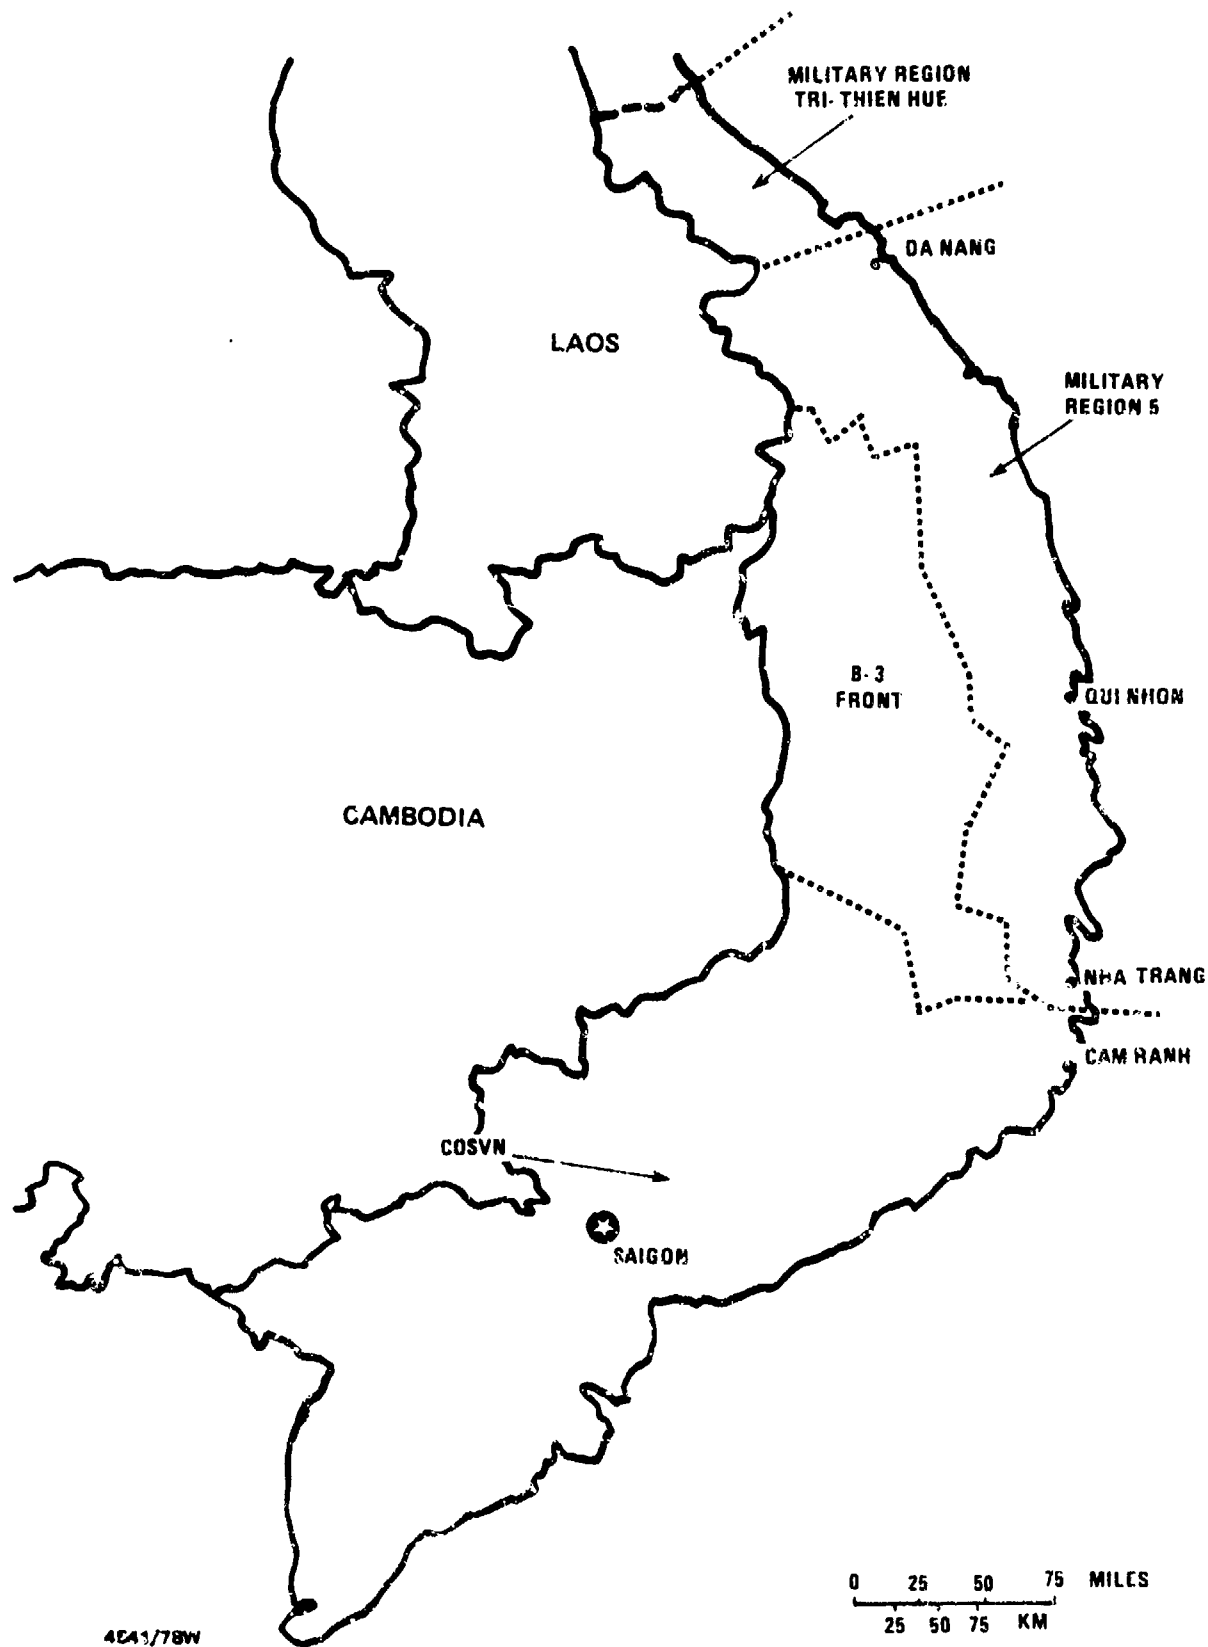 MILITARY REGION
TRI-THIEN HUE
DA NANG
LAOS
MILITARY
REGION 5
B-3
FRONT
QUI NHON
CAMBODIA
NHA TRANG
CAM RANH
COSVN
SAIGON
0 25 50 75 MILES
25 50 75 KM